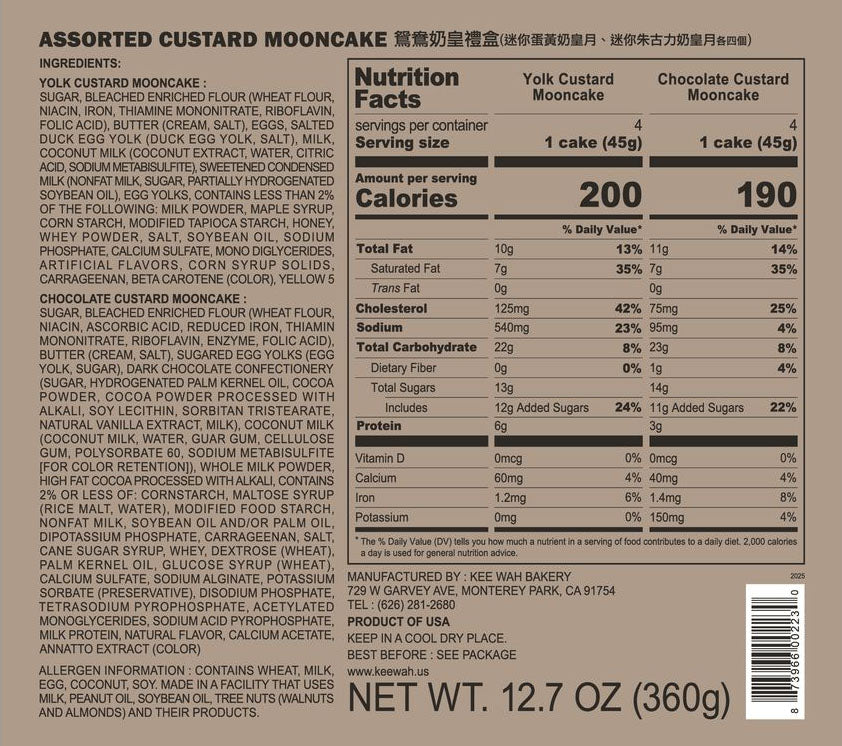 ASSORTED CUSTARD MOONCAKE 鴛鴦奶皇禮盒(迷你蛋黃奶皇月、迷你朱古力奶皇月各四個)
INGREDIENTS:
YOLK CUSTARD MOONCAKE :
SUGAR, BLEACHED ENRICHED FLOUR (WHEAT FLOUR,
NIACIN, IRON, THIAMINE MONONITRATE, RIBOFLAVIN,
FOLIC ACID), BUTTER (CREAM, SALT), EGGS, SALTED
DUCK EGG YOLK (DUCK EGG YOLK, SALT), MILK,
COCONUT MILK (COCONUT EXTRACT, WATER, CITRIC
ACID, SODIUM METABISULFITE), SWEETENED CONDENSED
MILK (NONFAT MILK, SUGAR, PARTIALLY HYDROGENATED
SOYBEAN OIL), EGG YOLKS, CONTAINS LESS THAN 2%
OF THE FOLLOWING: MILK POWDER, MAPLE SYRUP,
CORN STARCH, MODIFIED TAPIOCA STARCH, HONEY,
WHEY POWDER, SALT, SOYBEAN OIL, SODIUM
PHOSPHATE, CALCIUM SULFATE, MONO DIGLYCERIDES,
ARTIFICIAL FLAVORS, CORN SYRUP SOLIDS,
CARRAGEENAN, BETA CAROTENE (COLOR), YELLOW 5
CHOCOLATE CUSTARD MOONCAKE :
SUGAR, BLEACHED ENRICHED FLOUR (WHEAT FLOUR,
NIACIN, ASCORBIC ACID, REDUCED IRON, THIAMIN
MONONITRATE, RIBOFLAVIN, ENZYME, FOLIC ACID),
BUTTER (CREAM, SALT), SUGARED EGG YOLKS (EGG
YOLK, SUGAR), DARK CHOCOLATE CONFECTIONERY
(SUGAR, HYDROGENATED PALM KERNEL OIL, COCOA
POWDER, COCOA POWDER PROCESSED WITH
ALKALI, SOY LECITHIN, SORBITAN TRISTEARATE,
NATURAL VANILLA EXTRACT, MILK), COCONUT MILK
(COCONUT MILK, WATER, GUAR GUM, CELLULOSE
GUM, POLYSORBATE 60, SODIUM METABISULFITE
[FOR COLOR RETENTION]), WHOLE MILK POWDER,
HIGH FAT COCOA PROCESSED WITH ALKALI, CONTAINS
2% OR LESS OF: CORNSTARCH, MALTOSE SYRUP
(RICE MALT, WATER), MODIFIED FOOD STARCH,
NONFAT MILK, SOYBEAN OIL AND/OR PALM OIL,
DIPOTASSIUM PHOSPHATE, CARRAGEENAN, SALT,
CANE SUGAR SYRUP, WHEY, DEXTROSE (WHEAT),
PALM KERNEL OIL, GLUCOSE SYRUP (WHEAT),
CALCIUM SULFATE, SODIUM ALGINATE, POTASSIUM
SORBATE (PRESERVATIVE), DISODIUM PHOSPHATE,
TETRASODIUM PYROPHOSPHATE, ACETYLATED
MONOGLYCERIDES, SODIUM ACID PYROPHOSPHATE,
MILK PROTEIN, NATURAL FLAVOR, CALCIUM ACETATE,
ANNATTO EXTRACT (COLOR)
ALLERGEN INFORMATION : CONTAINS WHEAT, MILK,
EGG, COCONUT, SOY. MADE IN A FACILITY THAT USES
MILK, PEANUT OIL, SOYBEAN OIL, TREE NUTS (WALNUTS
AND ALMONDS) AND THEIR PRODUCTS.
Nutrition Facts Yolk Custard Mooncake Chocolate Custard Mooncake
servings per container 4 4
Serving size 1 cake (45g) 1 cake (45g)
Amount per serving
Calories 200 190
% Daily Value* % Daily Value*
Total Fat 10g 13% 11g 14%
Saturated Fat 7g 35% 7g 35%
Trans Fat 0g 0g
Cholesterol 125mg 42% 75mg 25%
Sodium 540mg 23% 95mg 4%
Total Carbohydrate 22g 8% 23g 8%
Dietary Fiber 0g 0% 1g 4%
Total Sugars 13g 14g
Includes 12g Added Sugars 24% 11g Added Sugars 22%
Protein 6g 3g
Vitamin D 0mcg 0% 0mcg 0%
Calcium 60mg 4% 40mg 4%
Iron 1.2mg 6% 1.4mg 8%
Potassium 0mg 0% 150mg 4%
* The % Daily Value (DV) tells you how much a nutrient in a serving of food contributes to a daily diet. 2,000 calories
a day is used for general nutrition advice.
MANUFACTURED BY : KEE WAH BAKERY
729 W GARVEY AVE, MONTEREY PARK, CA 91754
TEL : (626) 281-2680
PRODUCT OF USA
KEEP IN A COOL DRY PLACE.
BEST BEFORE : SEE PACKAGE
www.keewah.us
NET WT. 12.7 OZ (360g)
2025
8 73966 00223 0